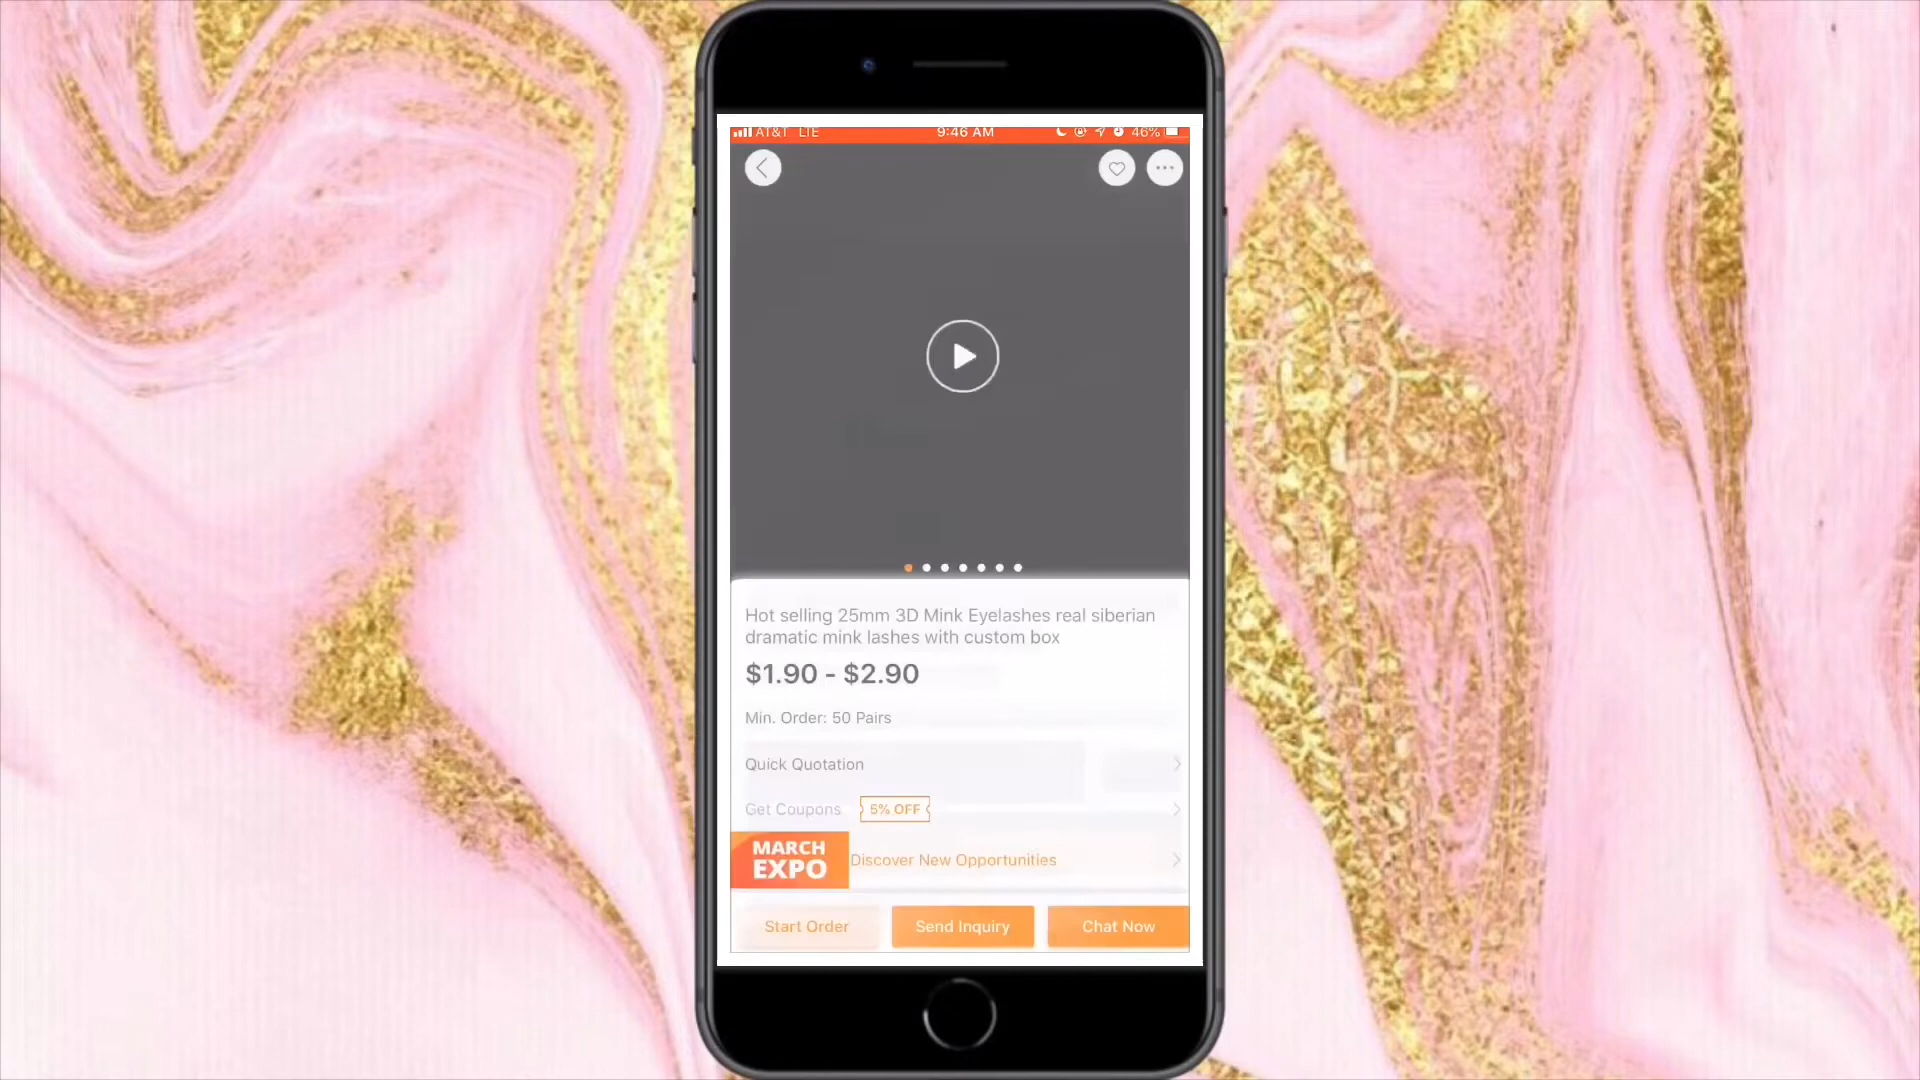 AT&T LTE 9:46 AM 46%
Hot selling 25mm 3D Mink Eyelashes real siberian
dramatic mink lashes with custom box
$1.90 - $2.90
Min. Order: 50 Pairs
Quick Quotation
Get Coupons 5% OFF
MARCH
EXPO
Discover New Opportunities
Start Order Send Inquiry Chat Now